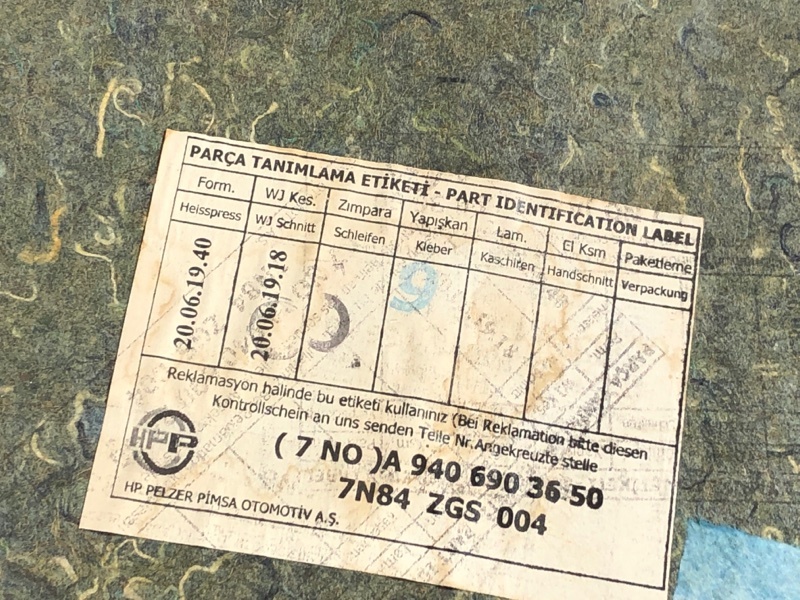 PARÇA TANIMLAMA ETİKETİ - PART IDENTIFICATION LABEL
Form. WJ Kes. Zımpara Yapışkan Lam. El Ksm Paketleme
Heisspress WJ Schnitt Schleifen Kleber Kaschiren Handschnitt Verpackung
20.06.19.40 20.06.19.18 9
Reklamasyon halinde bu etiketi kullanınız (Bei Reklamation bitte diesen
Kontrollschein an uns senden Teile Nr.Angekreuzte stelle
HPP ( 7 NO )A 940 690 36 50
7N84 ZGS 004
HP PELZER PİMSA OTOMOTİV A.Ş.